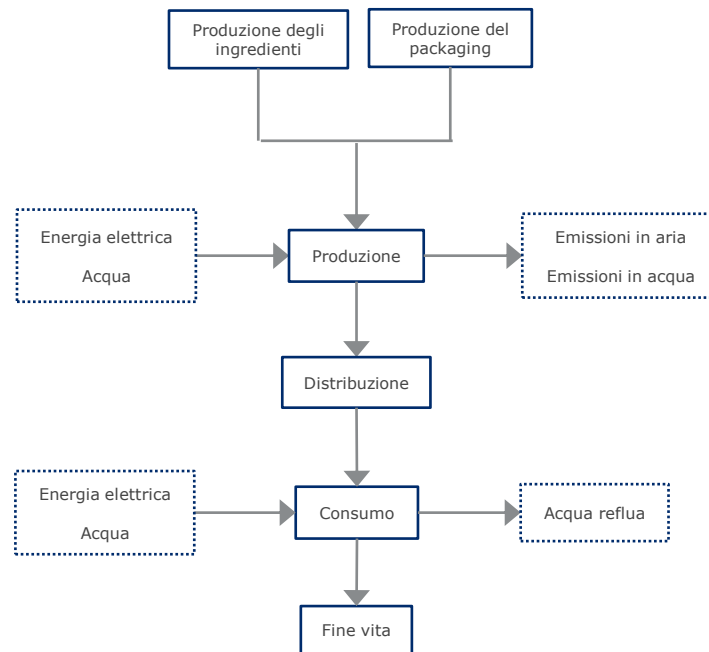 Produzione degli
ingredienti
Produzione del
packaging
Energia elettrica
Acqua
Produzione
Emissioni in aria
Emissioni in acqua
Distribuzione
Energia elettrica
Acqua
Consumo
Acqua reflua
Fine vita